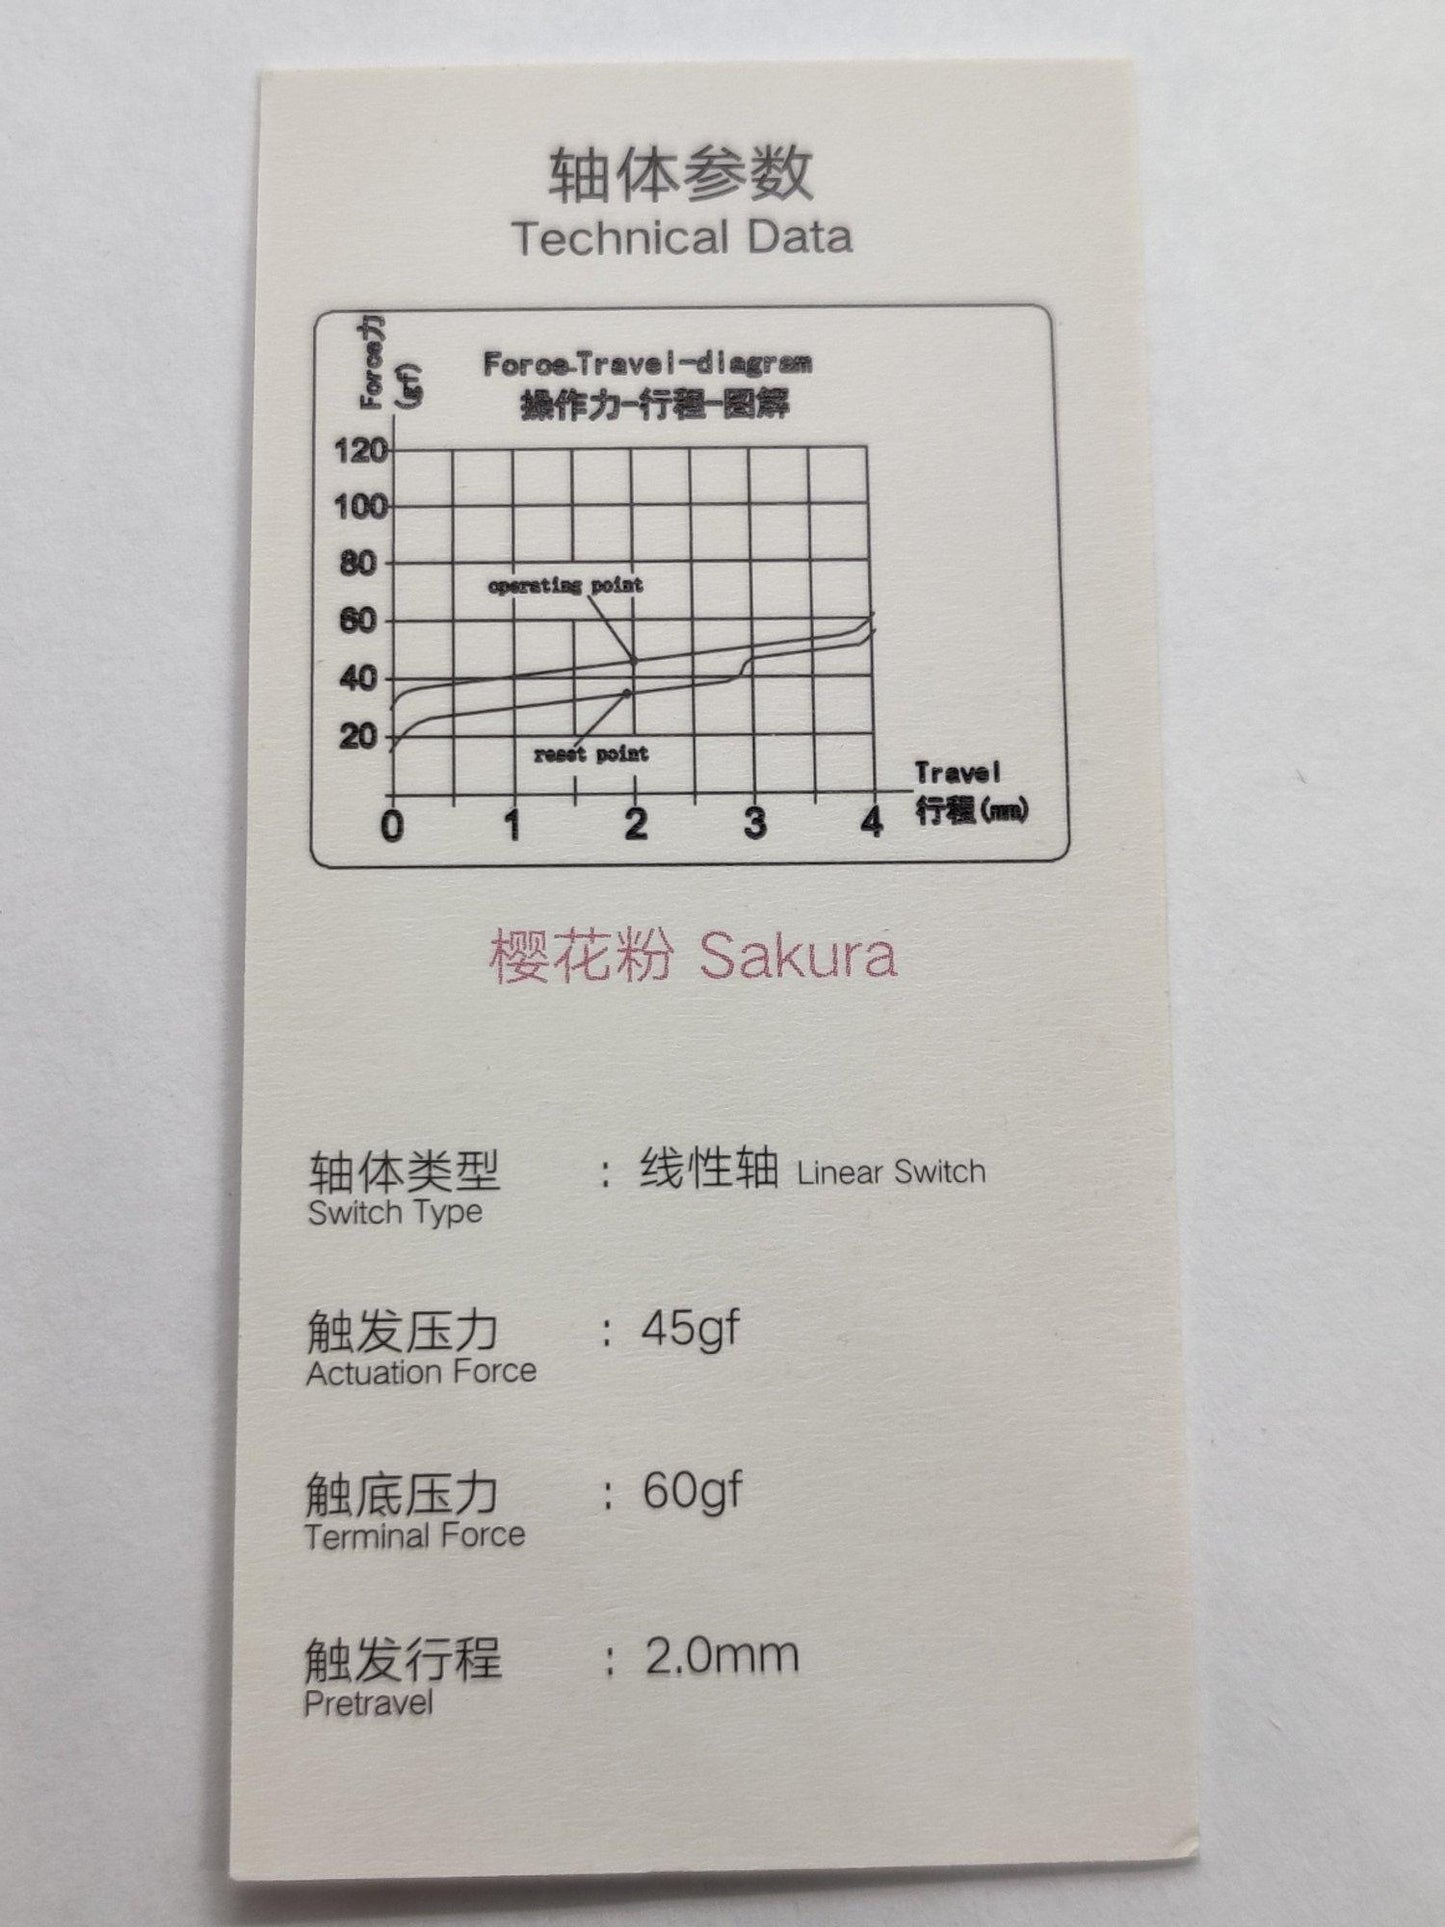 轴体参数
Technical Data
Force力
(gf)
Force-Travel-diagram
操作力-行程-图解
120
100
80
operating point
60
40
20
reset point
Travel
行程(mm)
0 1 2 3 4
樱花粉 Sakura
轴体类型 : 线性轴 Linear Switch
Switch Type
触发压力 : 45gf
Actuation Force
触底压力 : 60gf
Terminal Force
触发行程 : 2.0mm
Pretravel